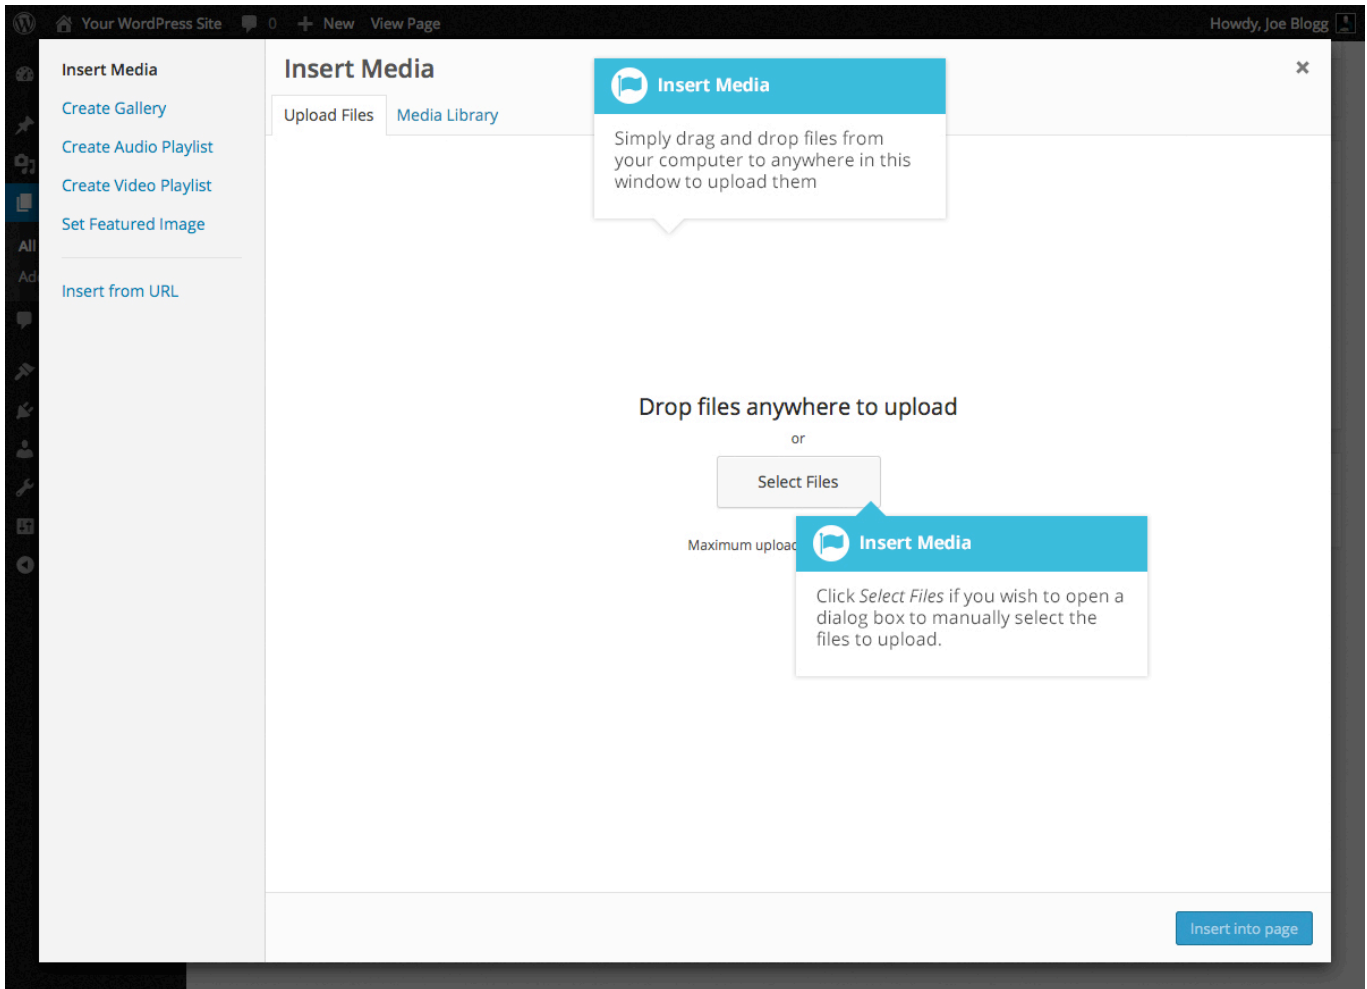 Your WordPress Site 0 + New View Page Howdy, Joe Blogg
Insert Media
Create Gallery
Create Audio Playlist
Create Video Playlist
Set Featured Image
Insert from URL
All
Insert Media
Upload Files Media Library
Insert Media
Simply drag and drop files from
your computer to anywhere in this
window to upload them
Drop files anywhere to upload
or
Select Files
Maximum upload
Insert Media
Click Select Files if you wish to open a
dialog box to manually select the
files to upload.
Insert into page